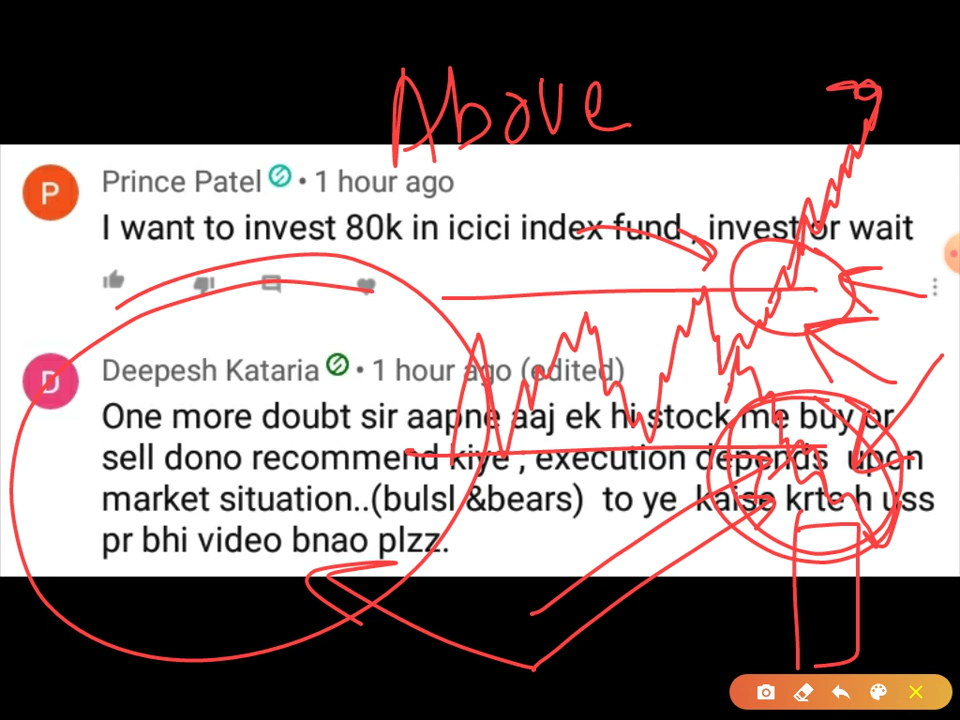 Above
Prince Patel • 1 hour ago
I want to invest 80k in icici index fund , invest or wait
Deepesh Kataria • 1 hour ago (edited)
One more doubt sir aapne aaj ek hi stock me buy or
sell dono recommend kiye , execution depends upon
market situation..(bulsl &bears) to ye kaise krte h uss
pr bhi video bnao plzz.
P
D